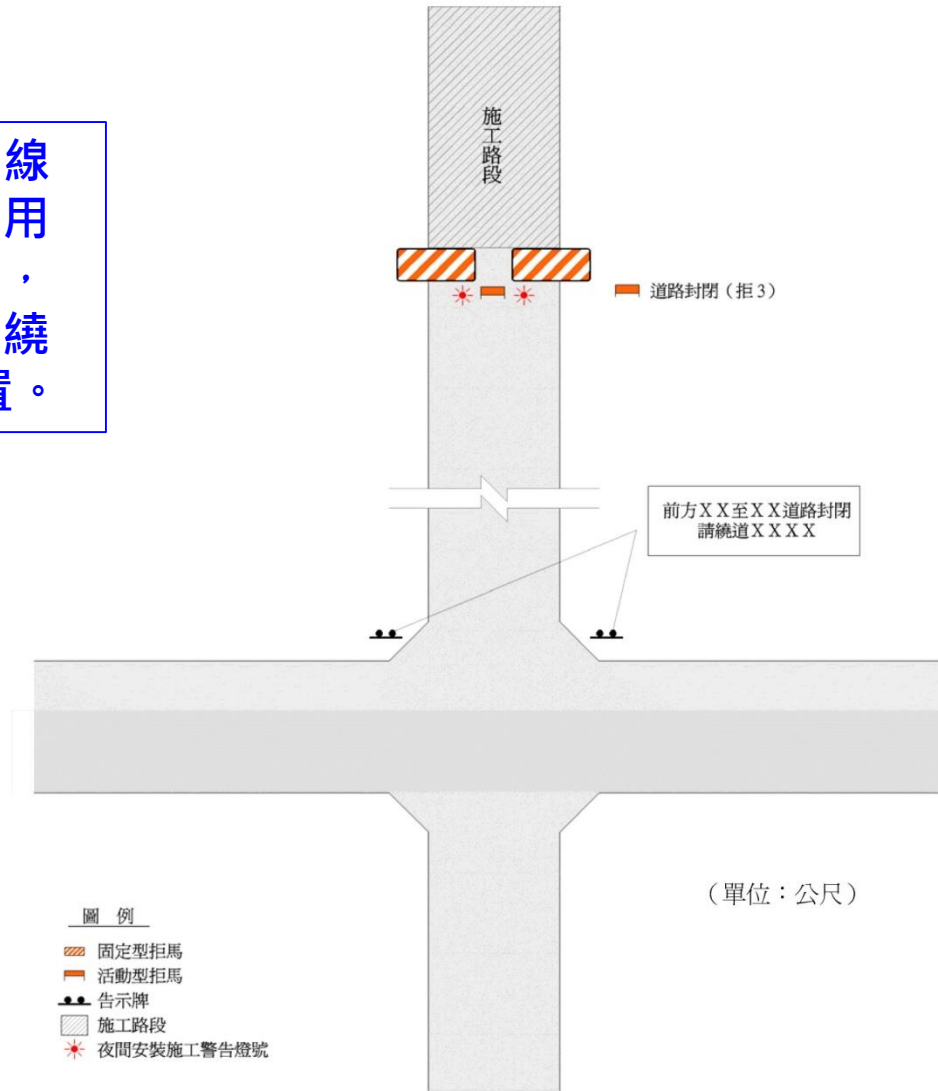 線
用
，
繞
置。
施工路段
道路封閉（拒3）
前方XX至XX道路封閉
請繞道XXXX
（單位：公尺）
圖 例
固定型拒馬
活動型拒馬
告示牌
施工路段
夜間安裝施工警告燈號